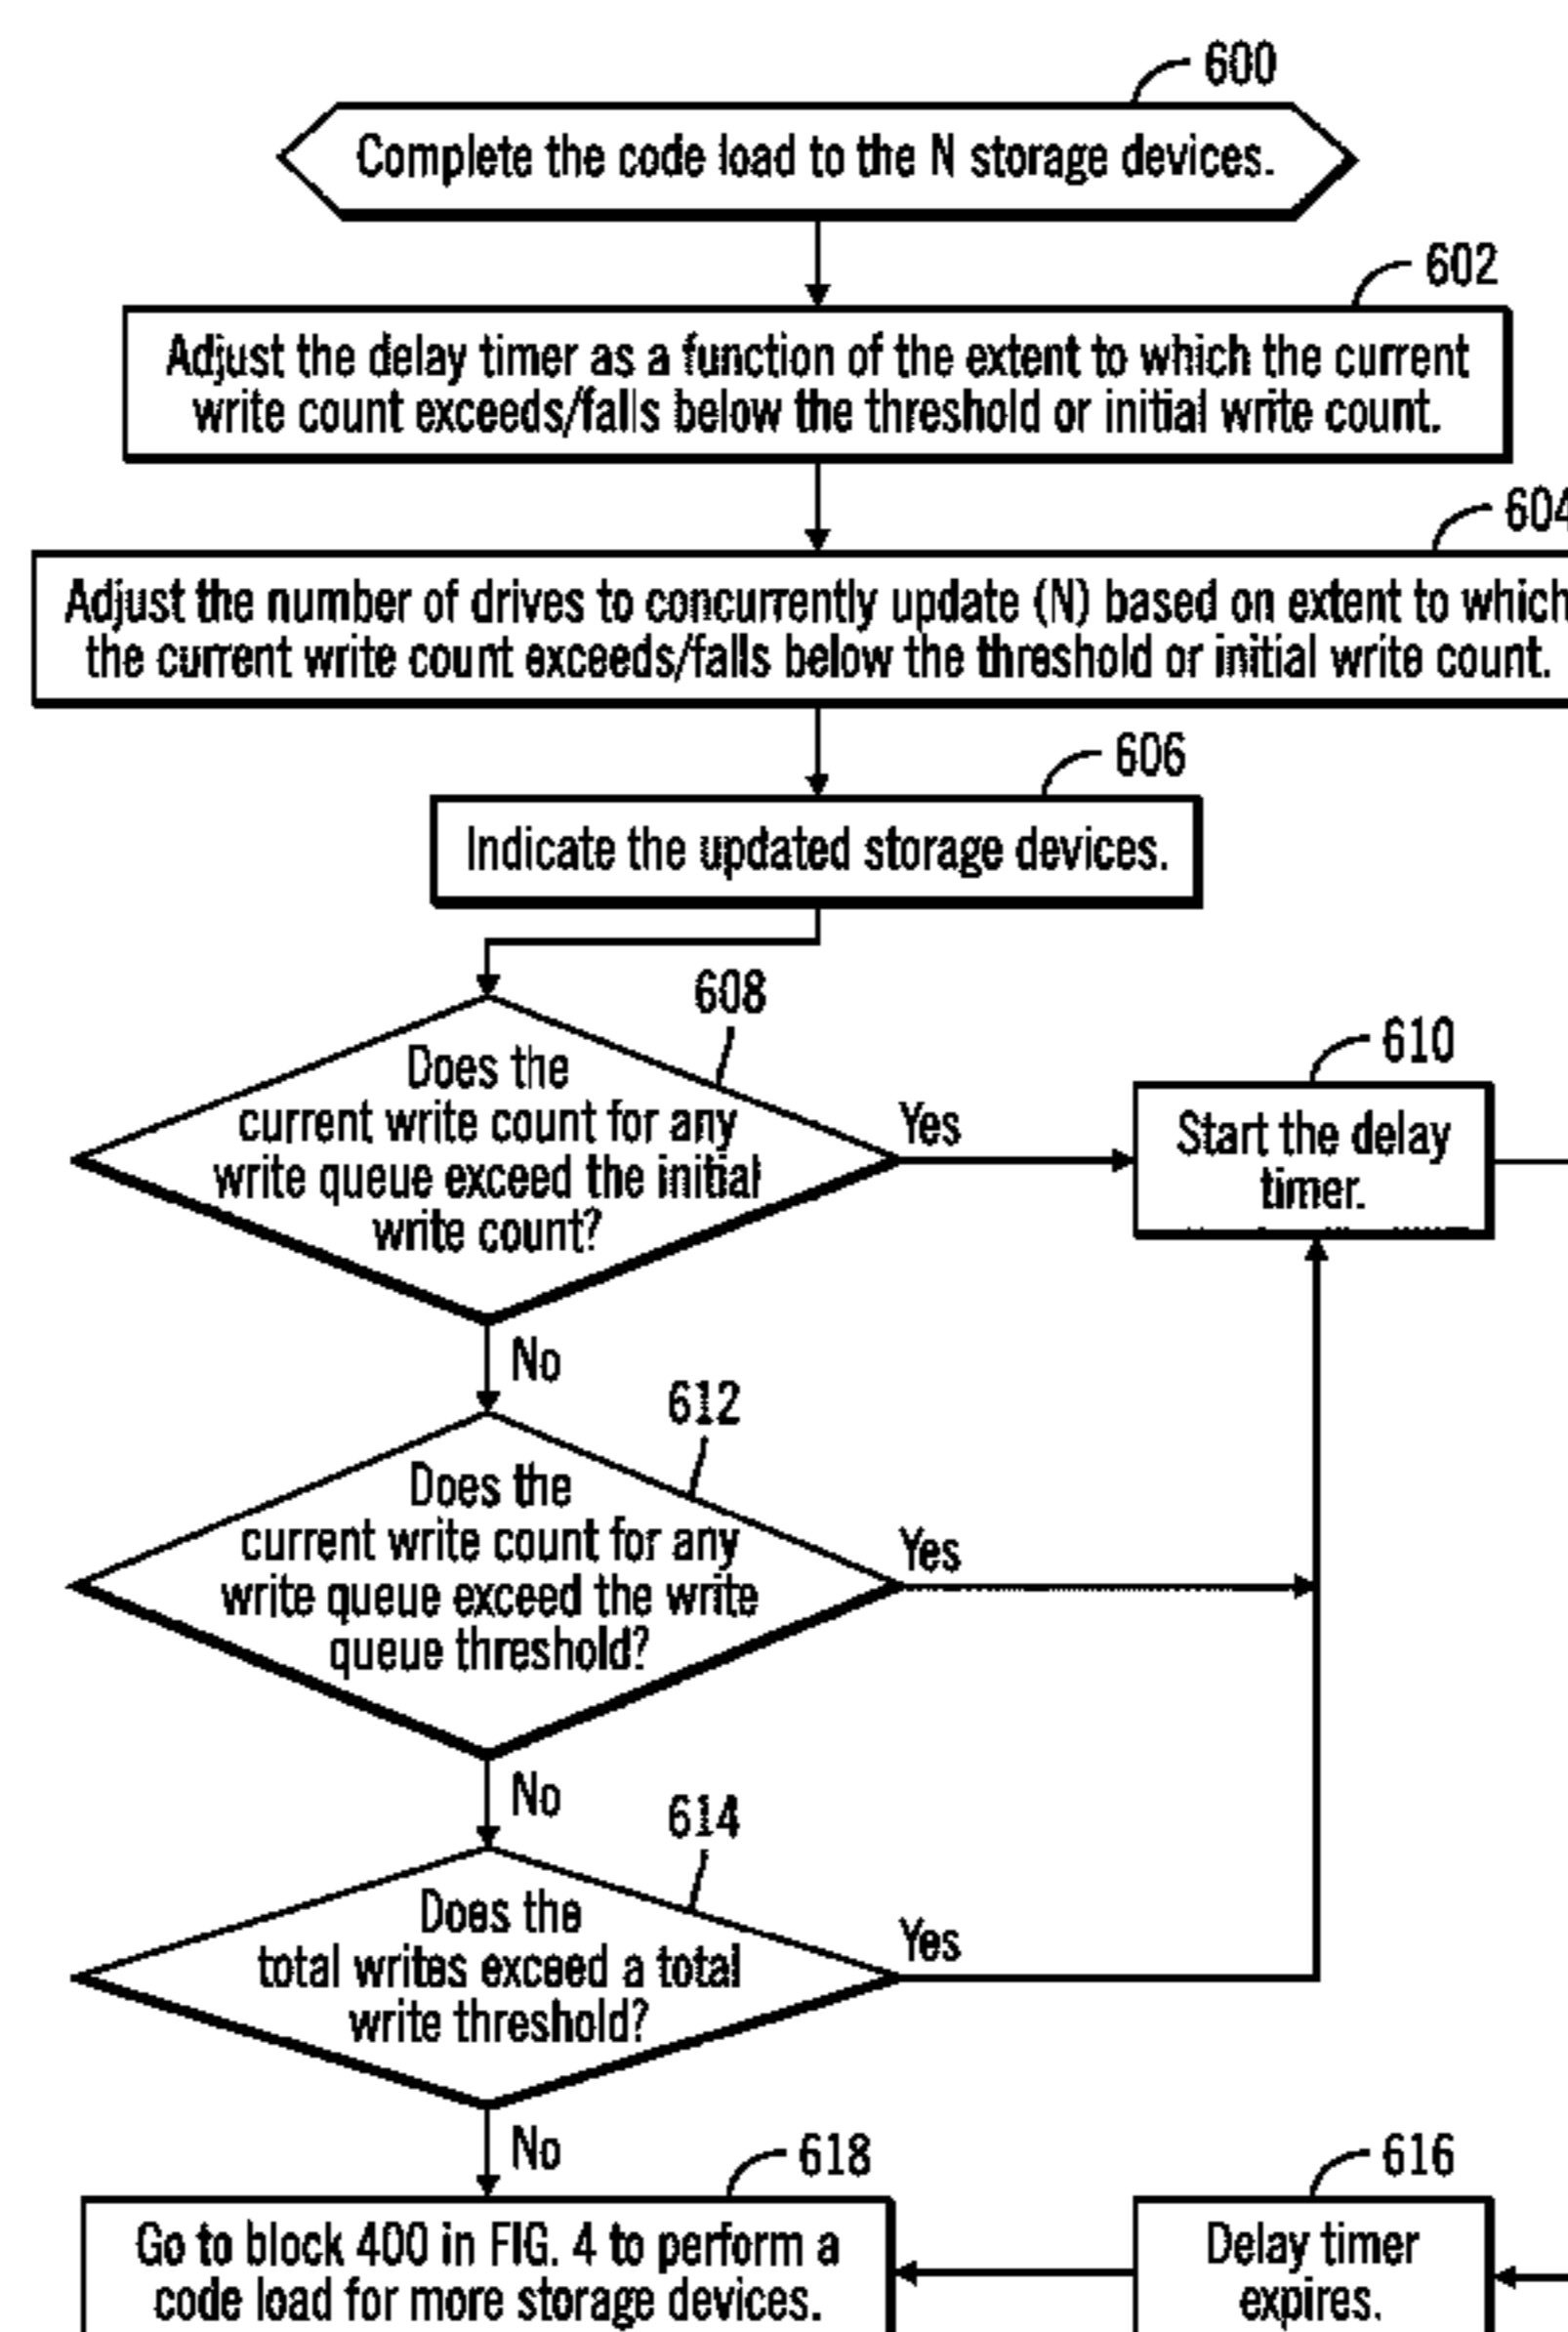 600
Complete the code load to the N storage devices.
602
Adjust the delay timer as a function of the extent to which the current
write count exceeds/falls below the threshold or initial write count.
604
Adjust the number of drives to concurrently update (N) based on extent to which
the current write count exceeds/falls below the threshold or initial write count.
606
Indicate the updated storage devices.
608
Does the
current write count for any
write queue exceed the initial
write count?
Yes
610
Start the delay
timer.
No
612
Does the
current write count for any
write queue exceed the write
queue threshold?
Yes
No
614
Does the
total writes exceed a total
write threshold?
Yes
No
618
Go to block 400 in FIG. 4 to perform a
code load for more storage devices.
616
Delay timer
expires.